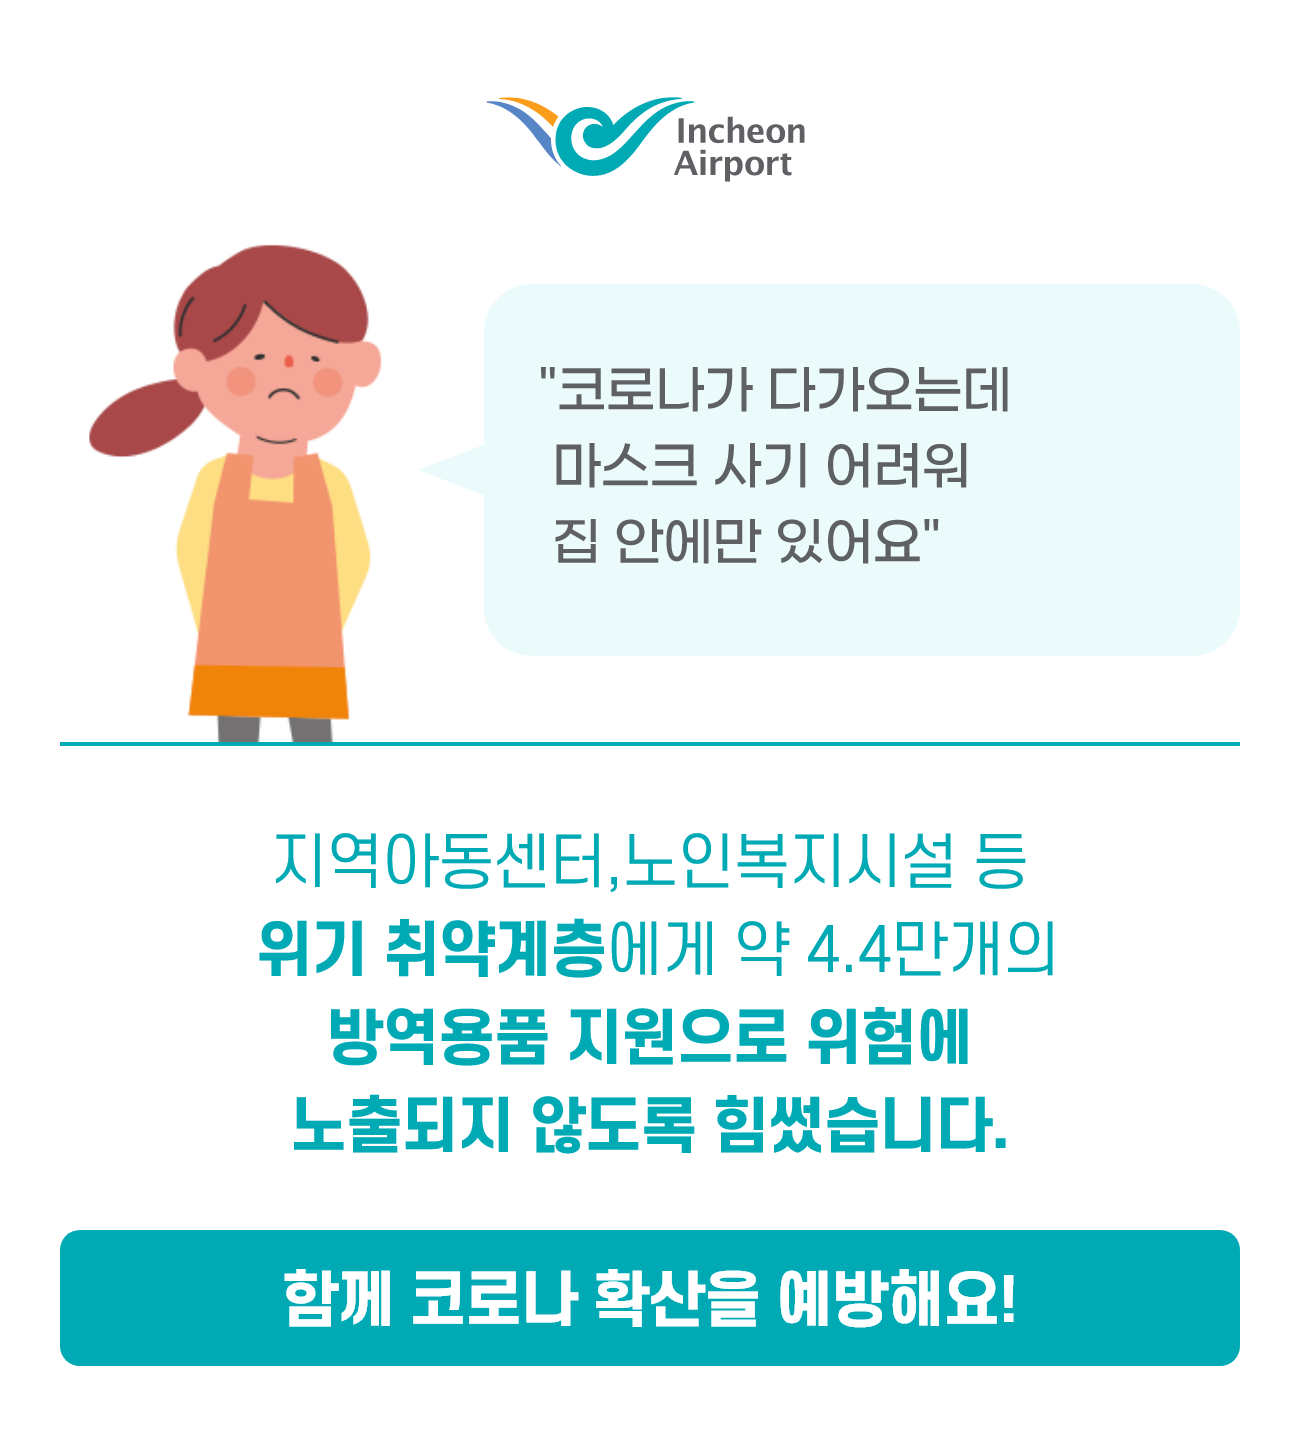 Incheon
Airport
"코로나가 다가오는데
마스크 사기 어려워
집 안에만 있어요"
지역아동센터,노인복지시설 등
위기 취약계층에게 약 4.4만개의
방역용품 지원으로 위험에
노출되지 않도록 힘썼습니다.
함께 코로나 확산을 예방해요!